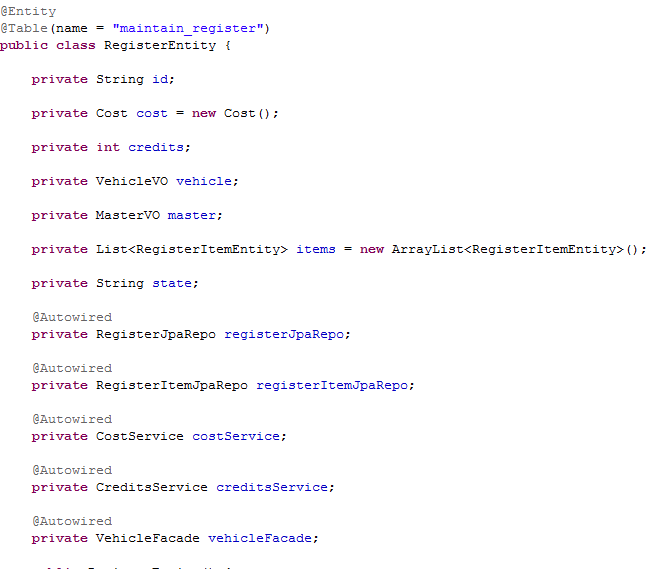 @Entity
@Table(name = "maintain_register")
public class RegisterEntity {
private String id;
private Cost cost = new Cost();
private int credits;
private VehicleVO vehicle;
private MasterVO master;
private List<RegisterItemEntity> items = new ArrayList<RegisterItemEntity>();
private String state;
@Autowired
private RegisterJpaRepo registerJpaRepo;
@Autowired
private RegisterItemJpaRepo registerItemJpaRepo;
@Autowired
private CostService costService;
@Autowired
private CreditsService creditsService;
@Autowired
private VehicleFacade vehicleFacade;